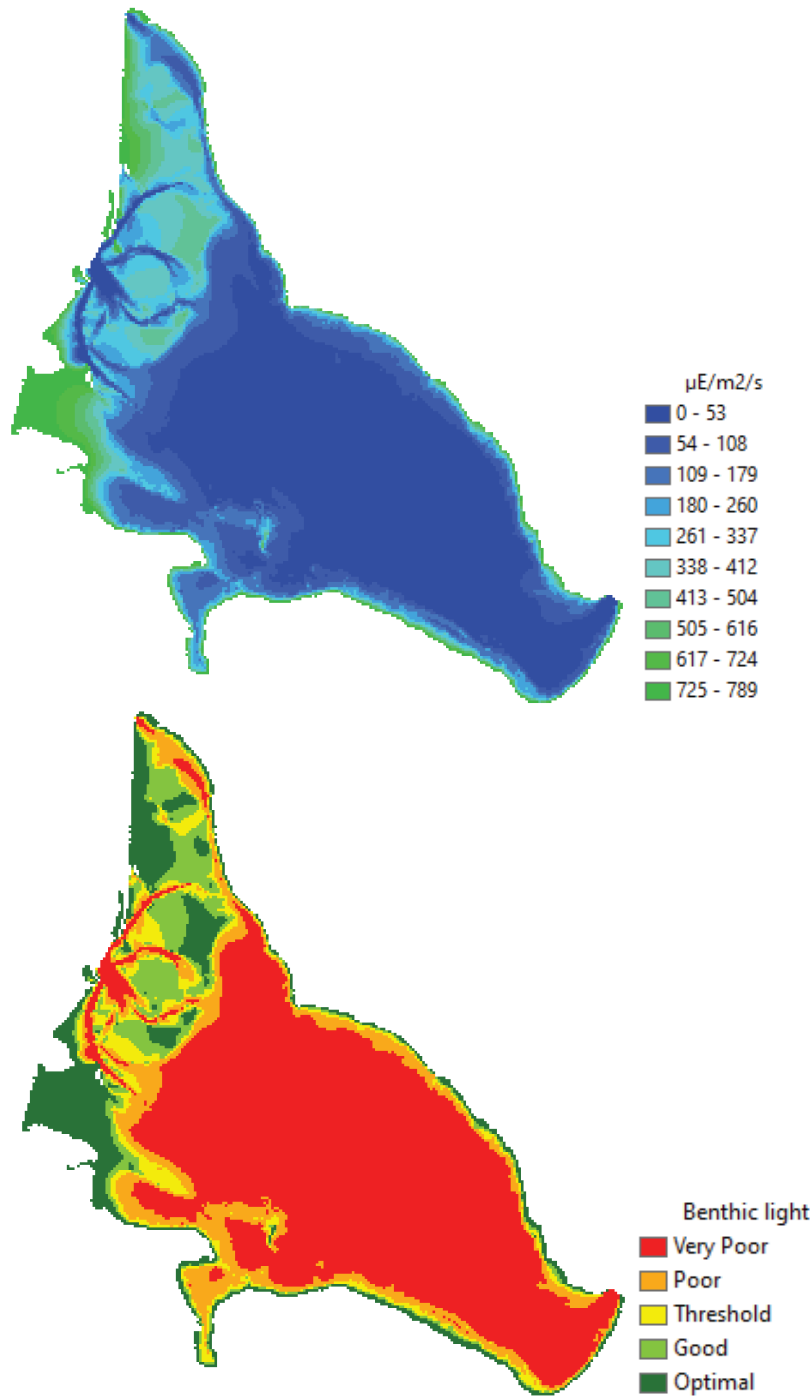 µE/m2/s
0 - 53
54 - 108
109 - 179
180 - 260
261 - 337
338 - 412
413 - 504
505 - 616
617 - 724
725 - 789
Benthic light
Very Poor
Poor
Threshold
Good
Optimal